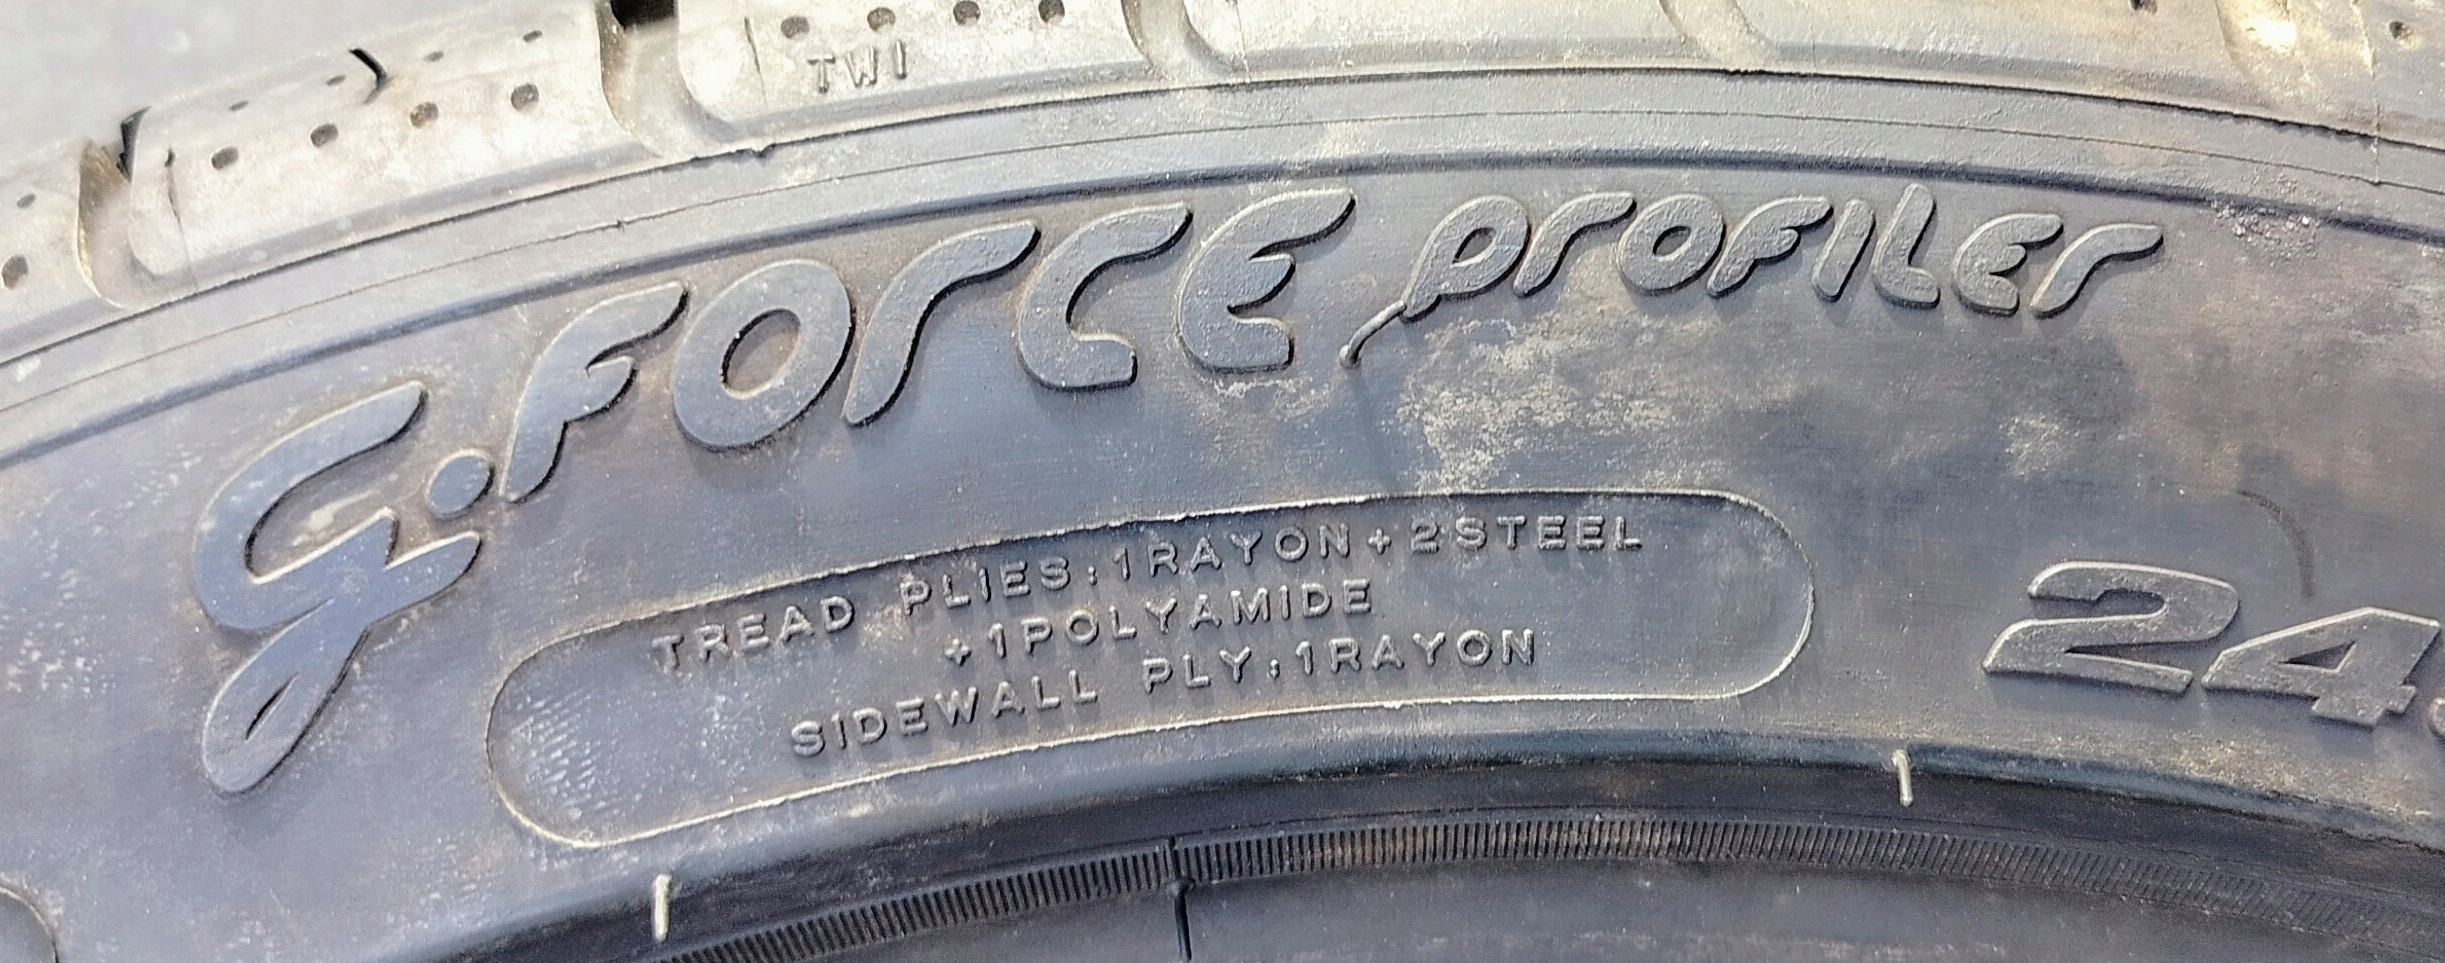 TWI
g.Force profiler
TREAD PLIES:1RAYON+2STEEL
+1POLYAMIDE
SIDEWALL PLY:1RAYON
24